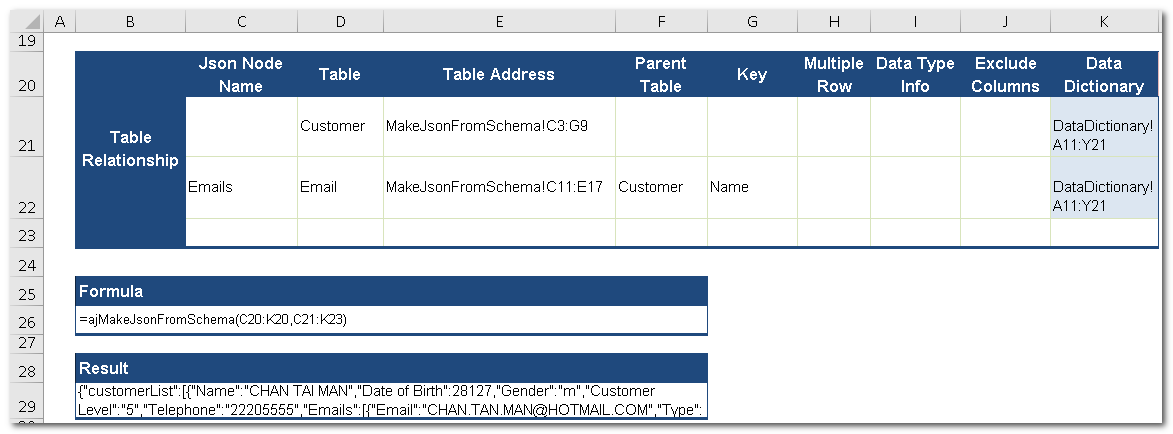 A B C D E F G H I J K
19
20
Json Node Name Table Table Address Parent Table Key Multiple Row Data Type Info Exclude Columns Data Dictionary
Table Relationship
21
Customer MakeJsonFromSchema!C3:G9 DataDictionary!A11:Y21
22
Emails Email MakeJsonFromSchema!C11:E17 Customer Name DataDictionary!A11:Y21
23
24
25 Formula
26 =ajMakeJsonFromSchema(C20:K20,C21:K23)
27
28 Result
29 {"customerList":[{"Name":"CHAN TAI MAN","Date of Birth":28127,"Gender":"m","Customer
Level":"5","Telephone":"22205555","Emails":[{"Email":"CHAN.TAN.MAN@HOTMAIL.COM","Type":